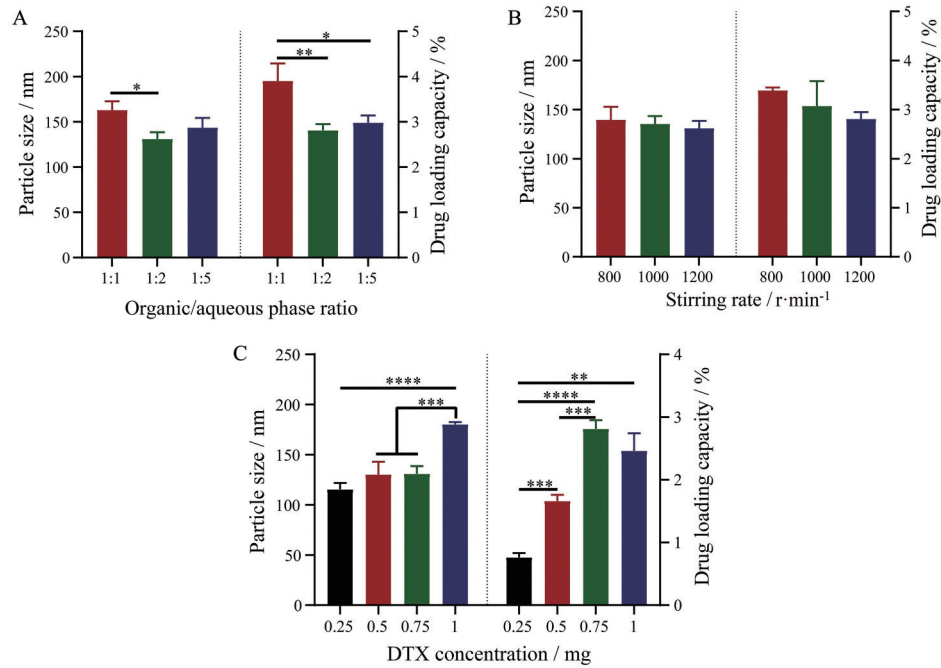 A
250
200
150
100
50
0
Particle size / nm
*
*
**
5
4
3
2
1
0
Drug loading capacity / %
1:1 1:2 1:5 1:1 1:2 1:5
Organic/aqueous phase ratio
B
250
200
150
100
50
0
Particle size / nm
5
4
3
2
1
0
Drug loading capacity / %
800 1000 1200 800 1000 1200
Stirring rate / r·min⁻¹
C
250
200
150
100
50
0
Particle size / nm
****
***
**
****
***
***
4
3
2
1
0
Drug loading capacity / %
0.25 0.5 0.75 1 0.25 0.5 0.75 1
DTX concentration / mg